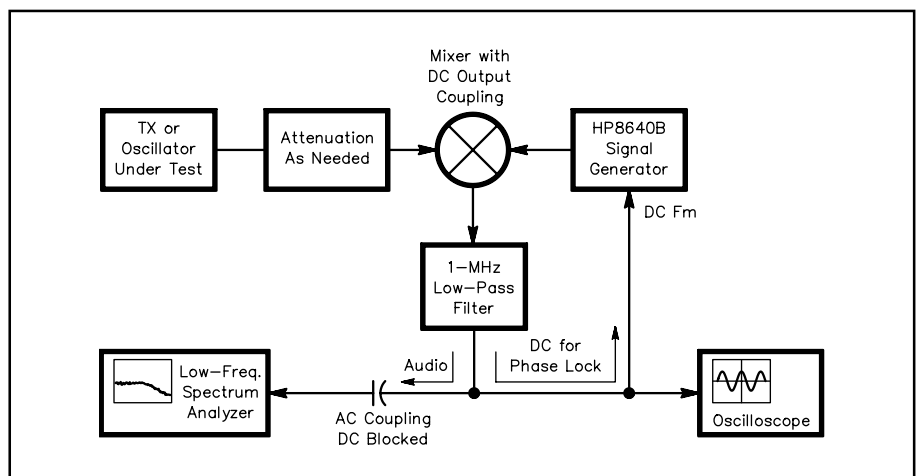 Mixer with
DC Output
Coupling
TX or
Oscillator
Under Test
Attenuation
As Needed
HP8640B
Signal
Generator
DC Fm
1-MHz
Low-Pass
Filter
Low-Freq.
Spectrum
Analyzer
Audio
AC Coupling
DC Blocked
DC for
Phase Lock
Oscilloscope